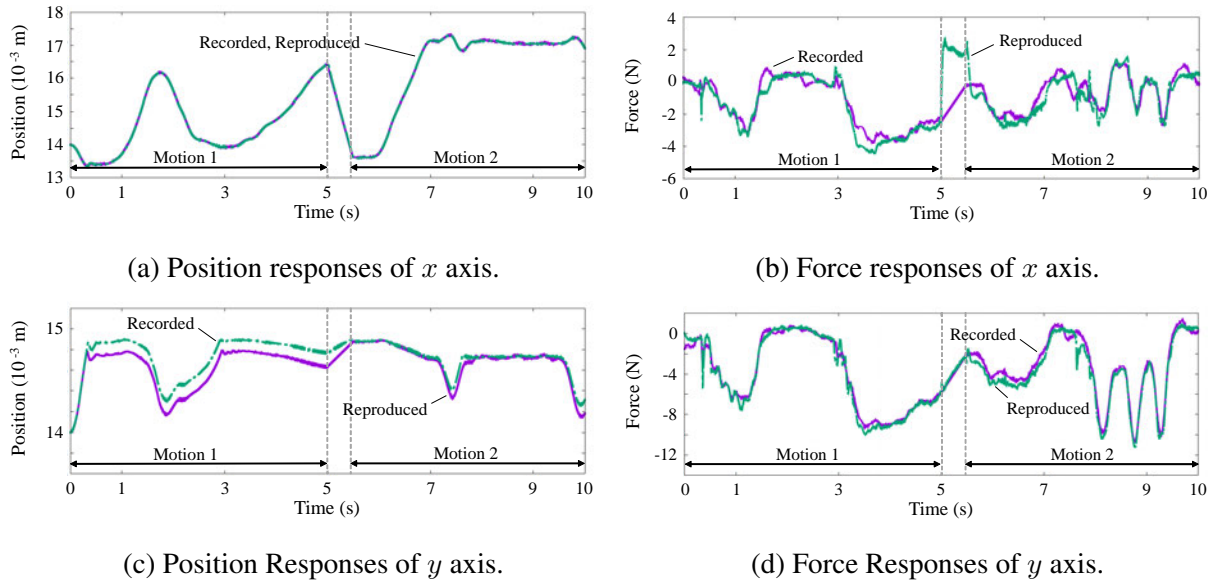 Position (10⁻³ m)
18
17
16
15
14
13
Recorded, Reproduced
Motion 1
Motion 2
0
1
3
5
7
9
10
Time (s)
(a) Position responses of x axis.
Force (N)
4
2
0
-2
-4
-6
Recorded
Reproduced
Motion 1
Motion 2
0
1
3
5
7
9
10
Time (s)
(b) Force responses of x axis.
Position (10⁻³ m)
15
14
Recorded
Reproduced
Motion 1
Motion 2
0
1
3
5
7
9
10
Time (s)
(c) Position Responses of y axis.
Force (N)
0
-4
-8
-12
Recorded
Reproduced
Motion 1
Motion 2
0
1
3
5
7
9
10
Time (s)
(d) Force Responses of y axis.